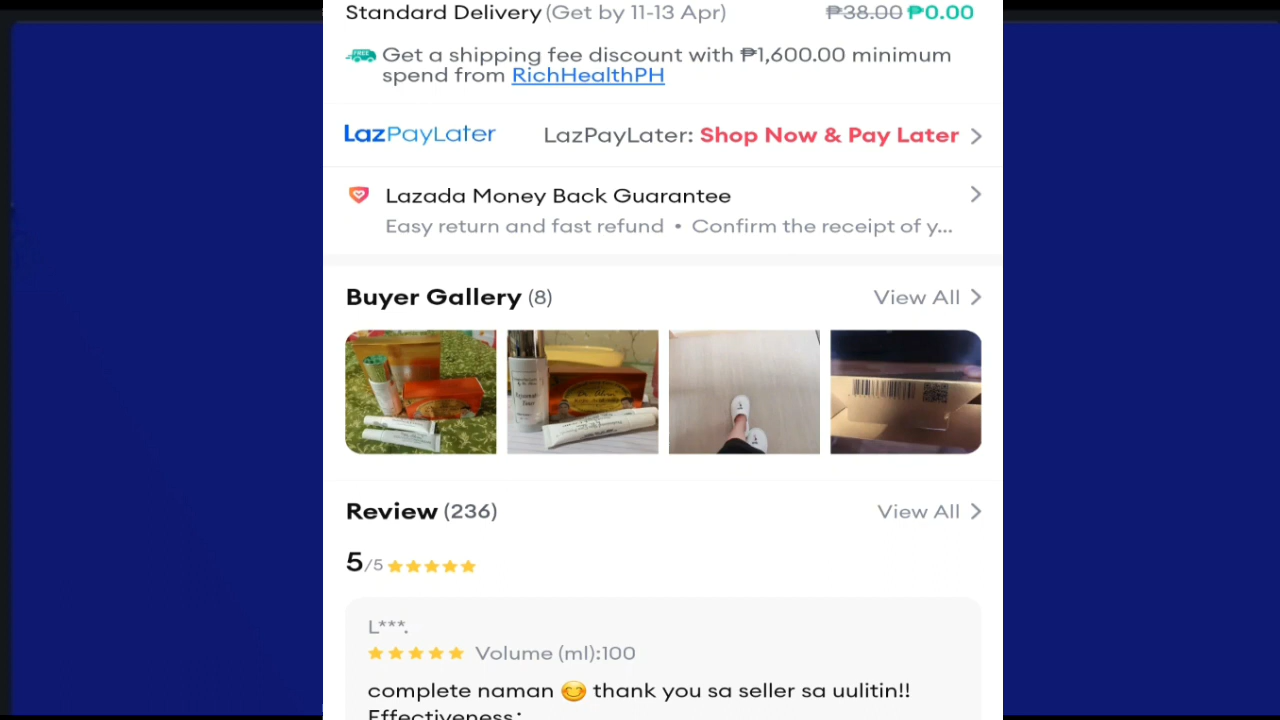 Standard Delivery (Get by 11-13 Apr) ₱38.00 ₱0.00
FREE Get a shipping fee discount with ₱1,600.00 minimum
spend from RichHealthPH
LazPayLater LazPayLater: Shop Now & Pay Later
Lazada Money Back Guarantee
Easy return and fast refund • Confirm the receipt of y...
Buyer Gallery (8) View All
Review (236) View All
5/5
L***.
Volume (ml):100
complete naman 😊 thank you sa seller sa uulitin!!
Effectiveness: